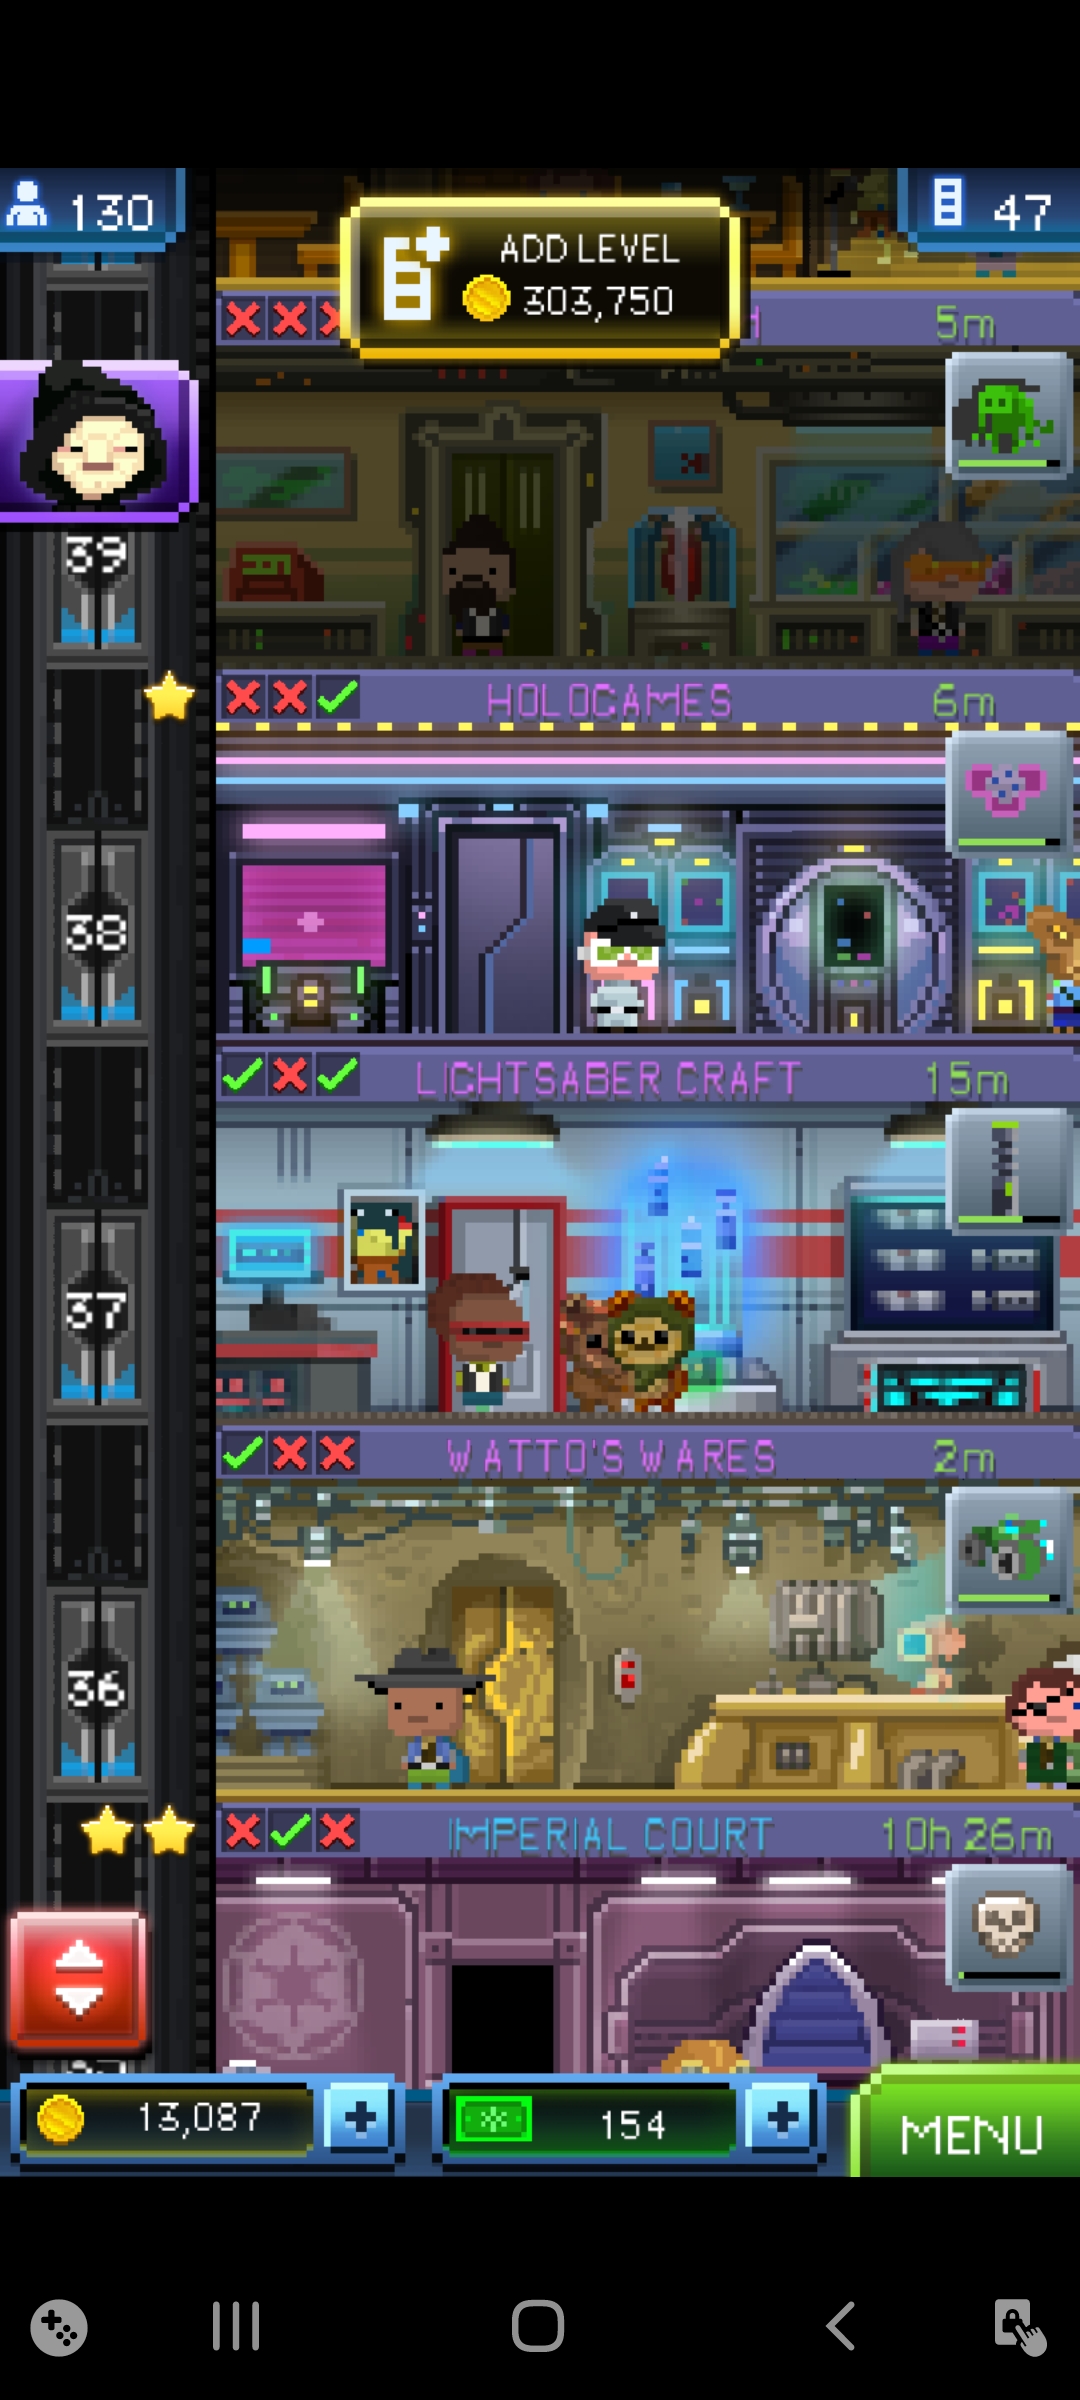 130
47
ADD LEVEL
303,750
5m
39
HOLOGAMES
6m
38
LIGHTSABER CRAFT
15m
37
WATTO'S WARES
2m
36
IMPERIAL COURT
10h 26m
13,087
154
MENU